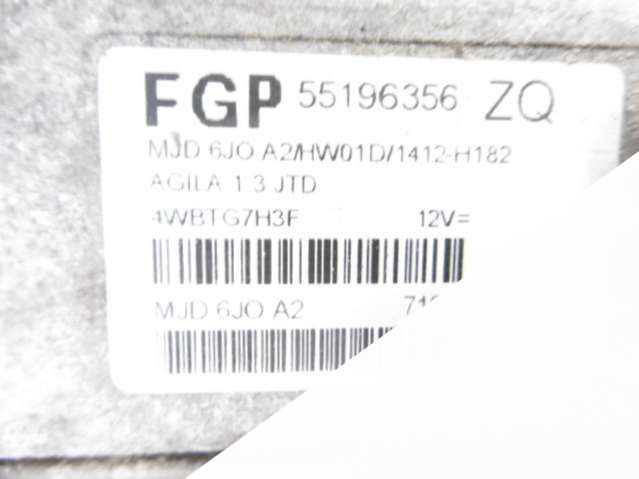 FGP 55196356 ZQ
MJD 6JO A2/HW01D/1412-H182
AGILA 1.3 JTD
4WBTG7H3F 12V=
MJD 6JO A2